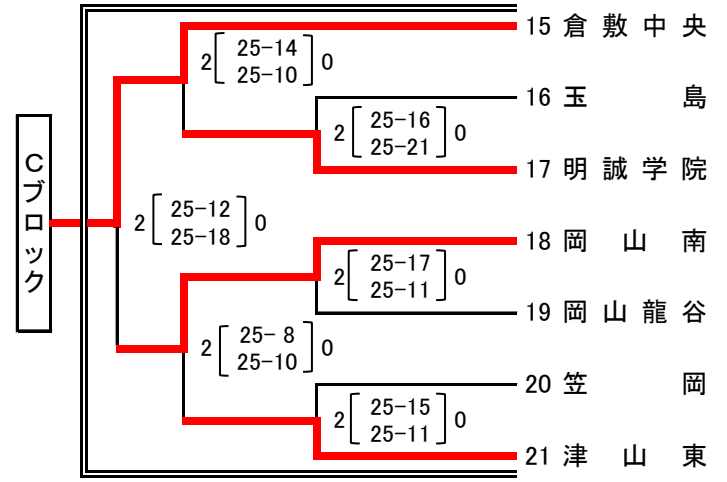 15 倉敷中央
2 25-14 0
25-10
16 玉島
2 25-16 0
25-21
17 明誠学院
Cブロック
2 25-12 0
25-18
18 岡山南
2 25-17 0
25-11
19 岡山龍谷
2 25- 8 0
25-10
20 笠岡
2 25-15 0
25-11
21 津山東